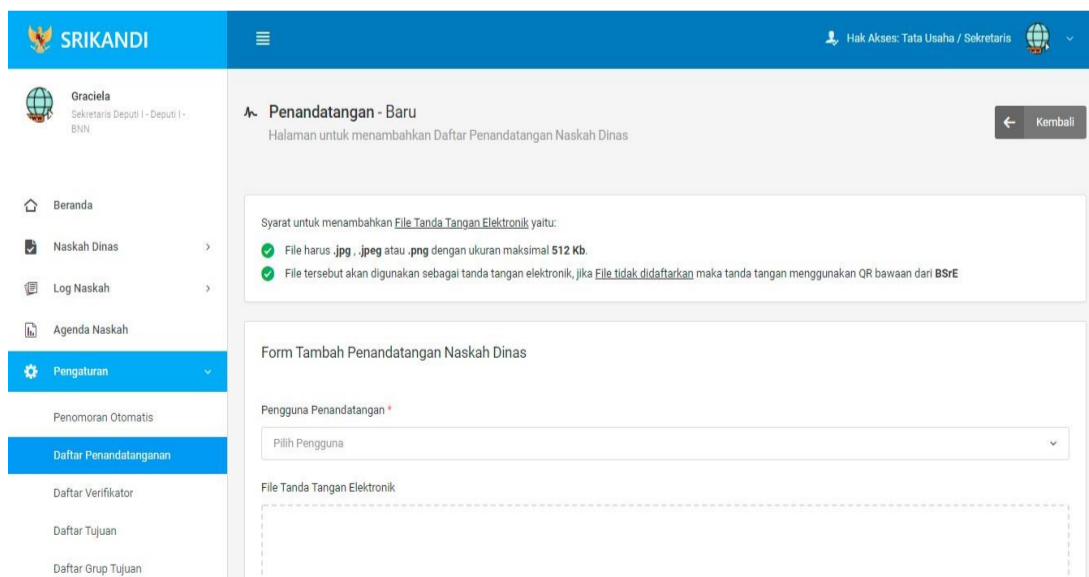 SRIKANDI
Hak Akses: Tata Usaha / Sekretaris
Graciela
Sekretaris Deputi I - Deputi I -
BNN
Penandatangan - Baru
Halaman untuk menambahkan Daftar Penandatangan Naskah Dinas
Kembali
Beranda
Naskah Dinas
Log Naskah
Agenda Naskah
Pengaturan
Penomoran Otomatis
Daftar Penandatanganan
Daftar Verifikator
Daftar Tujuan
Daftar Grup Tujuan
Syarat untuk menambahkan File Tanda Tangan Elektronik yaitu:
File harus .jpg , .jpeg atau .png dengan ukuran maksimal 512 Kb.
File tersebut akan digunakan sebagai tanda tangan elektronik, jika File tidak didaftarkan maka tanda tangan menggunakan QR bawaan dari BSrE
Form Tambah Penandatangan Naskah Dinas
Pengguna Penandatangan *
Pilih Pengguna
File Tanda Tangan Elektronik